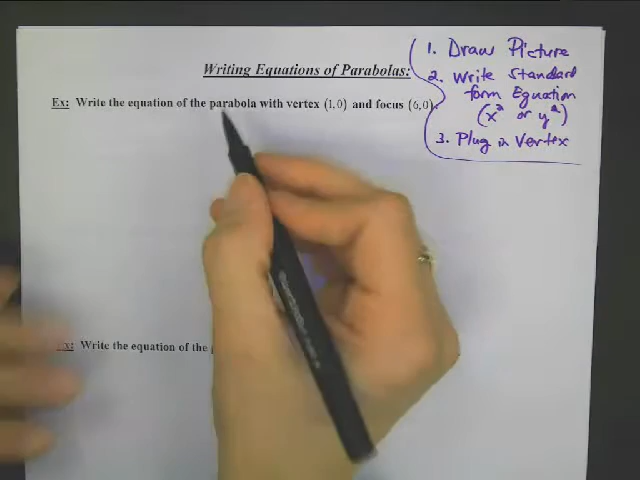 Writing Equations of Parabolas:
Ex: Write the equation of the parabola with vertex (1,0) and focus (6,0).
1. Draw Picture
2. Write Standard
form Equation
(x² or y²)
3. Plug in Vertex
Ex: Write the equation of the